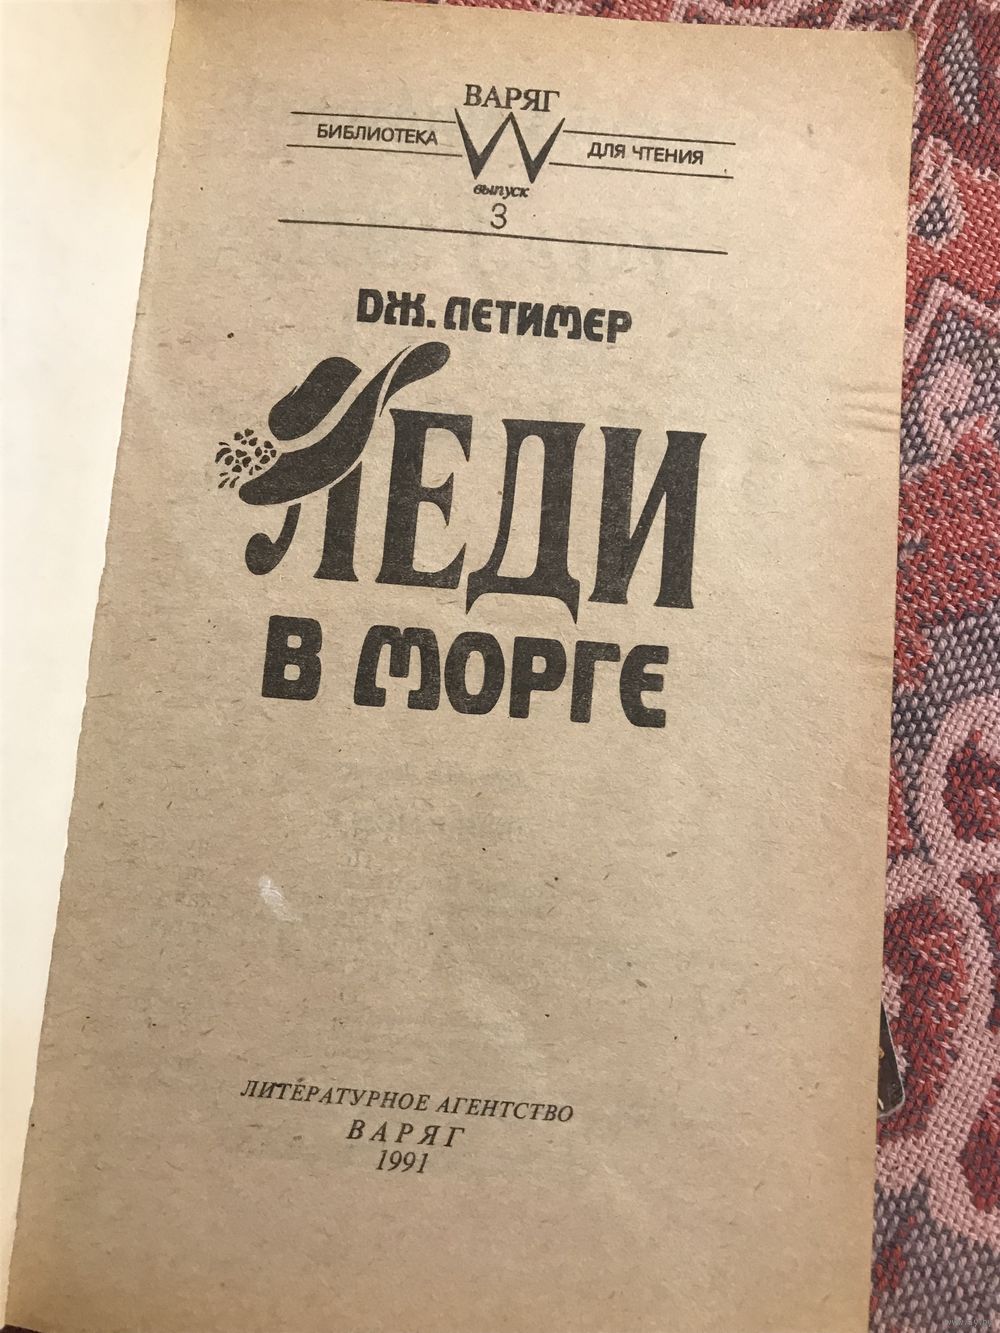 ВАРЯГ
БИБЛИОТЕКА ДЛЯ ЧТЕНИЯ
выпуск
3
ДЖ. ЛЕТИМЕР
ЛЕДИ
В МОРГЕ
ЛИТЕРАТУРНОЕ АГЕНТСТВО
ВАРЯГ
1991